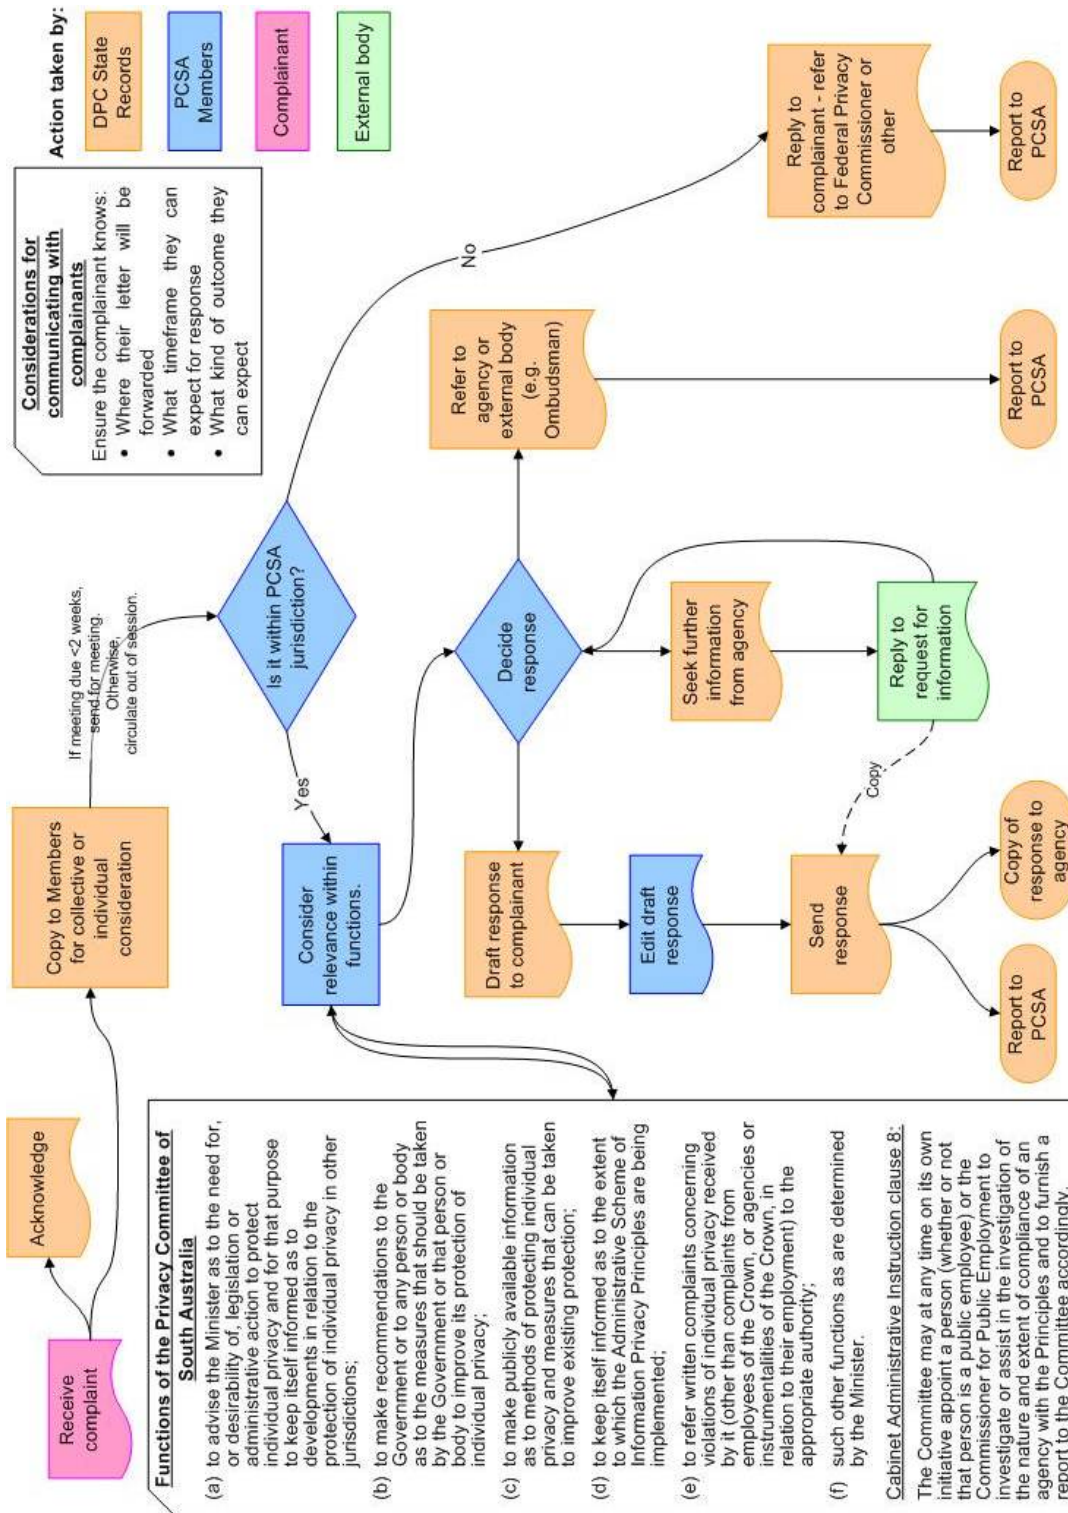 Receive
complaint
Acknowledge
Copy to Members
for collective or
individual
consideration
If meeting due <2 weeks,
send for meeting.
Otherwise,
circulate out of session.
Considerations for
communicating with
complainants
Ensure the complainant knows:
• Where their letter will be
forwarded
• What timeframe they can
expect for response
• What kind of outcome they
can expect
Action taken by:
DPC State
Records
PCSA
Members
Complainant
External body
Functions of the Privacy Committee of
South Australia
(a) to advise the Minister as to the need for,
or desirability of, legislation or
administrative action to protect
individual privacy and for that purpose
to keep itself informed as to
developments in relation to the
protection of individual privacy in other
jurisdictions;
(b) to make recommendations to the
Government or to any person or body
as to the measures that should be taken
by the Government or that person or
body to improve its protection of
individual privacy;
(c) to make publicly available information
as to methods of protecting individual
privacy and measures that can be taken
to improve existing protection;
(d) to keep itself informed as to the extent
to which the Administrative Scheme of
Information Privacy Principles are being
implemented;
(e) to refer written complaints concerning
violations of individual privacy received
by it (other than complaints from
employees of the Crown, or agencies or
instrumentalities of the Crown, in
relation to their employment) to the
appropriate authority;
(f) such other functions as are determined
by the Minister.
Cabinet Administrative Instruction clause 8:
The Committee may at any time on its own
initiative appoint a person (whether or not
that person is a public employee) or the
Commissioner for Public Employment to
investigate or assist in the investigation of
the nature and extent of compliance of an
agency with the Principles and to furnish a
report to the Committee accordingly.
Is it within PCSA
jurisdiction?
Yes
No
Consider
relevance within
functions.
Decide
response
Draft response
to complainant
Edit draft
response
Send
response
Report to
PCSA
Copy of
response to
agency
Seek further
information
from agency
Reply to
request for
information
Copy
Refer to
agency or
external body
(e.g.
Ombudsman)
Report to
PCSA
Reply to
complainant - refer
to Federal Privacy
Commissioner or
other
Report to
PCSA